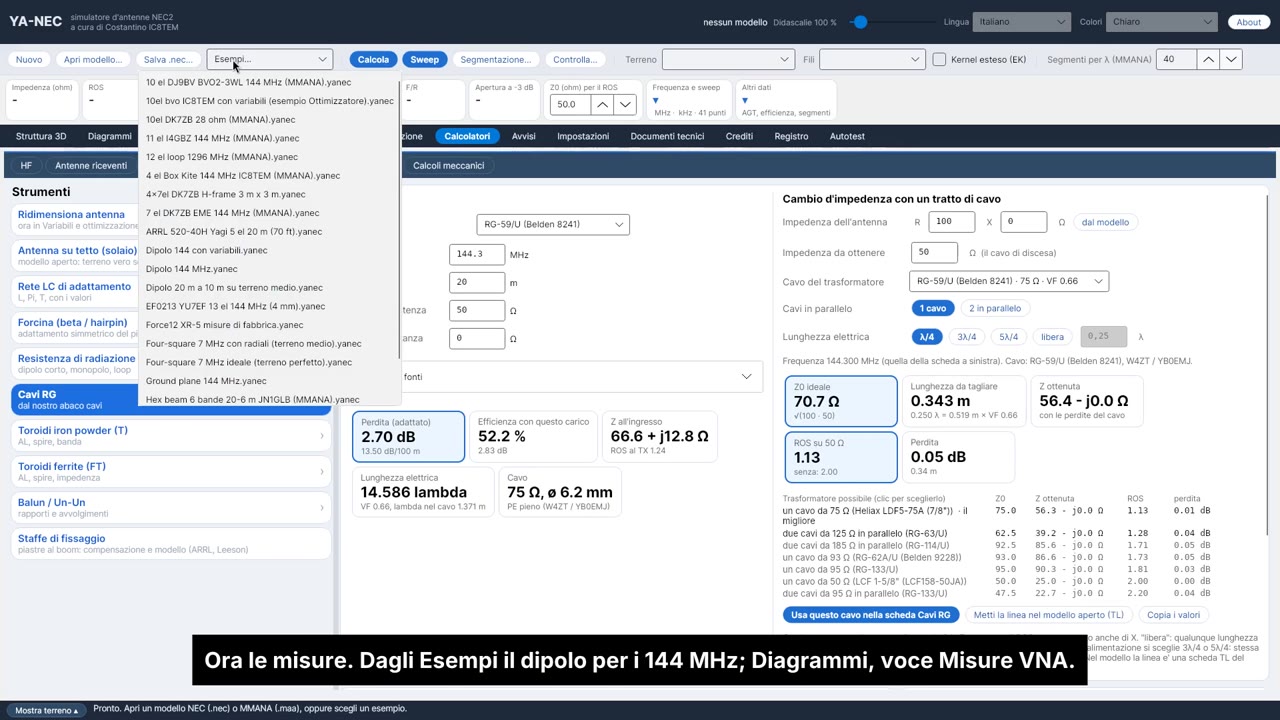 YA-NEC
simulatore d'antenne NEC2
a cura di Costantino IC8TEM
nessun modello
Didascalie 100 %
Lingua
Italiano
Colori
Chiaro
About
Nuovo
Apri modello...
Salva .nec...
Esempi...
Calcola
Sweep
Segmentazione...
Controlla...
Terreno
Fili
Kernel esteso (EK)
Segmenti per λ (MMANA)
40
Impedenza (ohm)
-
ROS
-
F/R
-
Apertura a -3 dB
-
Z0 (ohm) per il ROS
50.0
Frequenza e sweep
▼
MHz · kHz · 41 punti
Altri dati
▼
AGT, efficienza, segmenti
Struttura 3D
Diagrammi
zione
Calcolatori
Avvisi
Impostazioni
Documenti tecnici
Crediti
Registro
Autotest
HF
Antenne riceventi
Calcoli meccanici
10 el DJ9BV BVO2-3WL 144 MHz (MMANA).yanec
10el bvo IC8TEM con variabili (esempio Ottimizzatore).yanec
10el DK7ZB 28 ohm (MMANA).yanec
11 el I4GBZ 144 MHz (MMANA).yanec
12 el loop 1296 MHz (MMANA).yanec
4 el Box Kite 144 MHz IC8TEM (MMANA).yanec
4×7el DK7ZB H-frame 3 m x 3 m.yanec
7 el DK7ZB EME 144 MHz (MMANA).yanec
ARRL 520-40H Yagi 5 el 20 m (70 ft).yanec
Dipolo 144 con variabili.yanec
Dipolo 144 MHz.yanec
Dipolo 20 m a 10 m su terreno medio.yanec
EF0213 YU7EF 13 el 144 MHz (4 mm).yanec
Force12 XR-5 misure di fabbrica.yanec
Four-square 7 MHz con radiali (terreno medio).yanec
Four-square 7 MHz ideale (terreno perfetto).yanec
Ground plane 144 MHz.yanec
Hex beam 6 bande 20-6 m JN1GLB (MMANA).yanec
Strumenti
Ridimensiona antenna
ora in Variabili e ottimizzazione
Antenna su tetto (solaio)
modello aperto: terreno vero s
Rete LC di adattamento
L, Pi, T, con i valori
Forcina (beta / hairpin)
adattamento simmetrico del pi
Resistenza di radiazione
dipolo corto, monopolo, loop
Cavi RG
dal nostro abaco cavi
Toroidi iron powder (T)
AL, spire, banda
Toroidi ferrite (FT)
AL, spire, impedenza
Balun / Un-Un
rapporti e avvolgimenti
Staffe di fissaggio
piastre al boom: compensazione e modello (ARRL, Leeson)
RG-59/U (Belden 8241)
144.3
MHz
20
m
tenza
50
Ω
0
Ω
fonti
Perdita (adattato)
2.70 dB
13.50 dB/100 m
Efficienza con questo carico
52.2 %
2.83 dB
Z all'ingresso
66.6 + j12.8 Ω
ROS al TX 1.24
Lunghezza elettrica
14.586 lambda
VF 0.66, lambda nel cavo 1.371 m
Cavo
75 Ω, ø 6.2 mm
PE pieno (W4ZT / YB0EMJ)
Cambio d'impedenza con un tratto di cavo
Impedenza dell'antenna
R
100
X
0
Ω
dal modello
Impedenza da ottenere
50
Ω (il cavo di discesa)
Cavo del trasformatore
RG-59/U (Belden 8241) · 75 Ω · VF 0.66
Cavi in parallelo
1 cavo
2 in parallelo
Lunghezza elettrica
λ/4
3λ/4
5λ/4
libera
0,25
λ
Frequenza 144.300 MHz (quella della scheda a sinistra). Cavo: RG-59/U (Belden 8241), W4ZT / YB0EMJ.
Z0 ideale
70.7 Ω
√(100 · 50)
Lunghezza da tagliare
0.343 m
0.250 λ = 0.519 m × VF 0.66
Z ottenuta
56.4 - j0.0 Ω
con le perdite del cavo
ROS su 50 Ω
1.13
senza: 2.00
Perdita
0.05 dB
0.34 m
Trasformatore possibile (clic per sceglierlo)
Z0
Z ottenuta
ROS
perdita
un cavo da 75 Ω (Heliax LDF5-75A (7/8")) · il migliore
75.0
56.3 - j0.0 Ω
1.13
0.01 dB
due cavi da 125 Ω in parallelo (RG-63/U)
62.5
39.2 - j0.0 Ω
1.28
0.04 dB
due cavi da 185 Ω in parallelo (RG-114/U)
92.5
85.6 - j0.0 Ω
1.71
0.05 dB
un cavo da 93 Ω (RG-62A/U (Belden 9228))
93.0
86.6 - j0.0 Ω
1.73
0.05 dB
un cavo da 95 Ω (RG-133/U)
95.0
90.3 - j0.0 Ω
1.81
0.03 dB
un cavo da 50 Ω (LCF 1-5/8" (LCF158-50JA))
50.0
25.0 - j0.0 Ω
2.00
0.00 dB
due cavi da 95 Ω in parallelo (RG-133/U)
47.5
22.7 - j0.0 Ω
2.20
0.04 dB
Usa questo cavo nella scheda Cavi RG
Metti la linea nel modello aperto (TL)
Copia i valori
anche di X. "libera": qualunque lunghezza
alimentazione si sceglie 3λ/4 o 5λ/4: stessa
Nel modello la linea e' una scheda TL del
Ora le misure. Dagli Esempi il dipolo per i 144 MHz; Diagrammi, voce Misure VNA.
Mostra terreno ▴
Pronto. Apri un modello NEC (.nec) o MMANA (.maa), oppure scegli un esempio.